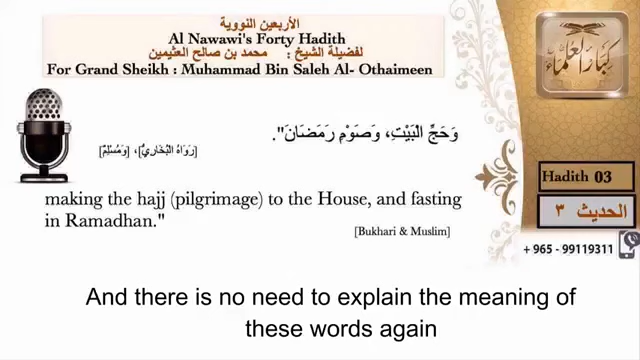 الأربعين النووية
Al Nawawi's Forty Hadith
لفضيلة الشيخ : محمد بن صالح العثيمين
For Grand Sheikh : Muhammad Bin Saleh Al- Othaimeen
كبار العلماء
وَحَجِّ الْبَيْتِ، وَصَوْمِ رَمَضَانَ".
[رَوَاهُ الْبُخَارِيُّ]، [وَمُسْلِمٌ]
making the hajj (pilgrimage) to the House, and fasting
in Ramadhan."
[Bukhari & Muslim]
Hadith 03
الحديث ٣
+ 965 - 99119311
And there is no need to explain the meaning of
these words again